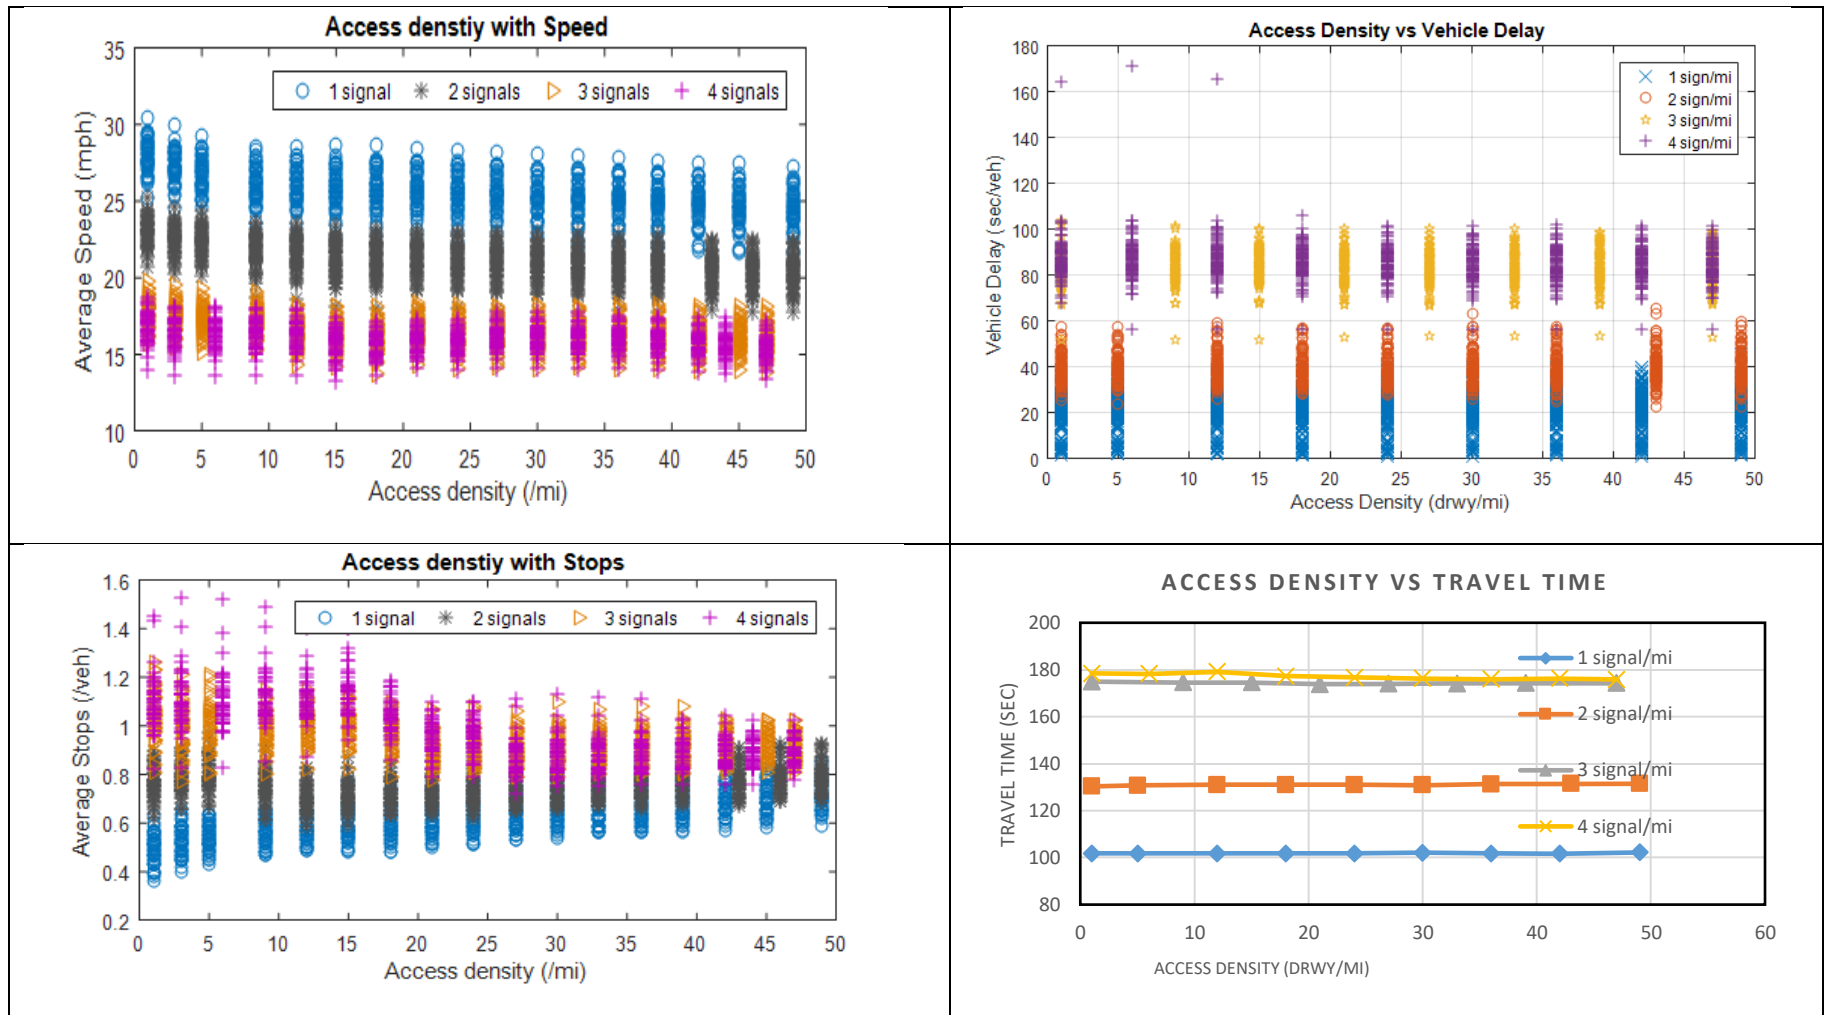 Access denstiy with Speed
35
30
25
20
15
10
Average Speed (mph)
1 signal 2 signals 3 signals 4 signals
0 5 10 15 20 25 30 35 40 45 50
Access density (/mi)
Access Density vs Vehicle Delay
180
160
140
120
100
80
60
40
20
0
Vehicle Delay (sec/veh)
1 sign/mi
2 sign/mi
3 sign/mi
4 sign/mi
0 5 10 15 20 25 30 35 40 45 50
Access Density (drwy/mi)
Access denstiy with Stops
1.6
1.4
1.2
1
0.8
0.6
0.4
0.2
Average Stops (/veh)
1 signal 2 signals 3 signals 4 signals
0 5 10 15 20 25 30 35 40 45 50
Access density (/mi)
ACCESS DENSITY VS TRAVEL TIME
200
180
160
140
120
100
80
TRAVEL TIME (SEC)
1 signal/mi
2 signal/mi
3 signal/mi
4 signal/mi
0 10 20 30 40 50 60
ACCESS DENSITY (DRWY/MI)